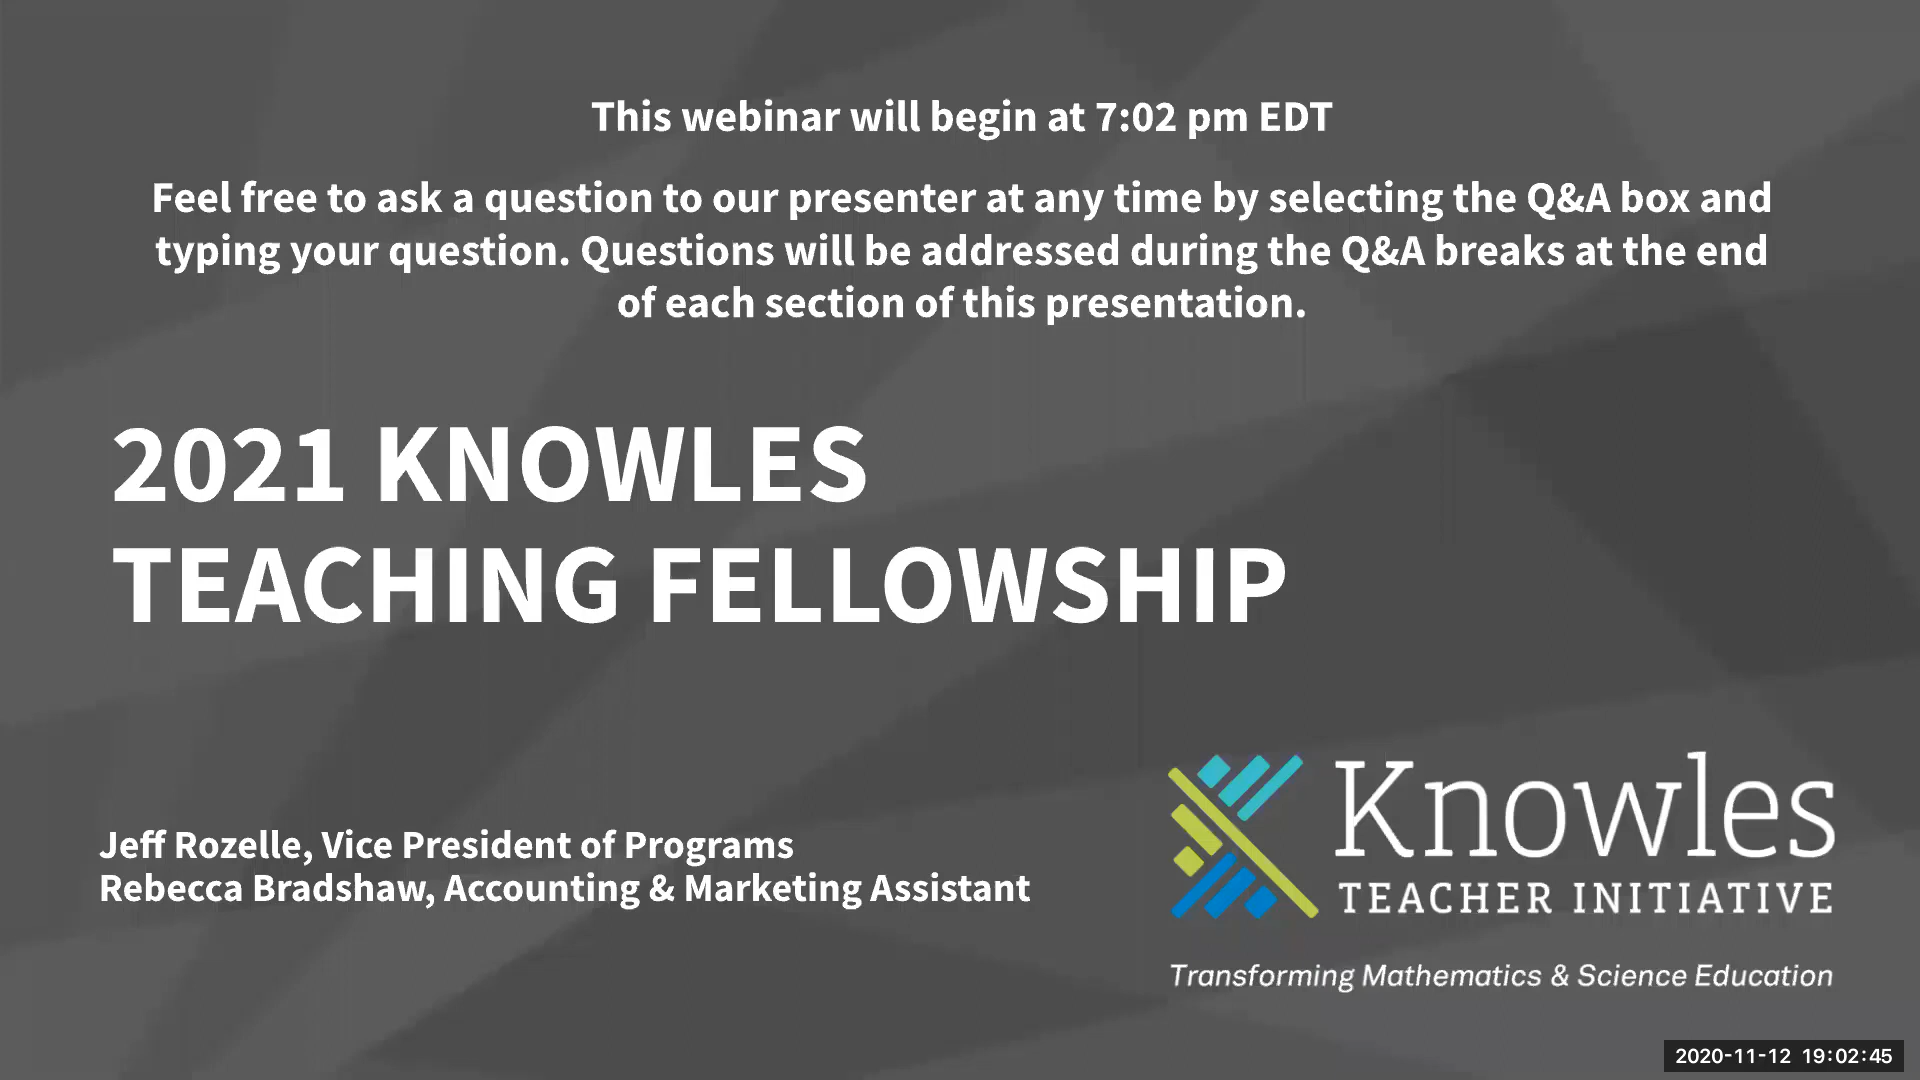 This webinar will begin at 7:02 pm EDT
Feel free to ask a question to our presenter at any time by selecting the Q&A box and
typing your question. Questions will be addressed during the Q&A breaks at the end
of each section of this presentation.
2021 KNOWLES
TEACHING FELLOWSHIP
Jeff Rozelle, Vice President of Programs
Rebecca Bradshaw, Accounting & Marketing Assistant
Knowles
TEACHER INITIATIVE
Transforming Mathematics & Science Education
2020-11-12 19:02:45